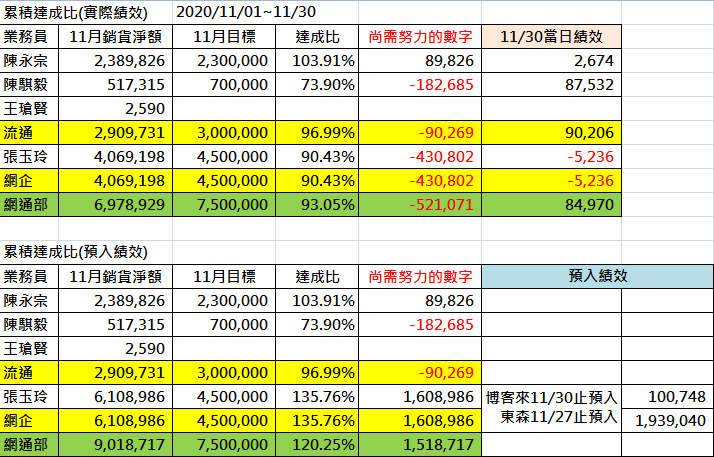 累積達成比(實際績效) 2020/11/01~11/30
業務員 11月銷貨淨額 11月目標 達成比 尚需努力的數字 11/30當日績效
陳永宗 2,389,826 2,300,000 103.91% 89,826 2,674
陳騏毅 517,315 700,000 73.90% -182,685 87,532
王瑲賢 2,590
流通 2,909,731 3,000,000 96.99% -90,269 90,206
張玉玲 4,069,198 4,500,000 90.43% -430,802 -5,236
網企 4,069,198 4,500,000 90.43% -430,802 -5,236
網通部 6,978,929 7,500,000 93.05% -521,071 84,970
累積達成比(預入績效)
業務員 11月銷貨淨額 11月目標 達成比 尚需努力的數字 預入績效
陳永宗 2,389,826 2,300,000 103.91% 89,826
陳騏毅 517,315 700,000 73.90% -182,685
王瑲賢 2,590
流通 2,909,731 3,000,000 96.99% -90,269
張玉玲 6,108,986 4,500,000 135.76% 1,608,986 博客來11/30止預入 100,748
網企 6,108,986 4,500,000 135.76% 1,608,986 東森11/27止預入 1,939,040
網通部 9,018,717 7,500,000 120.25% 1,518,717